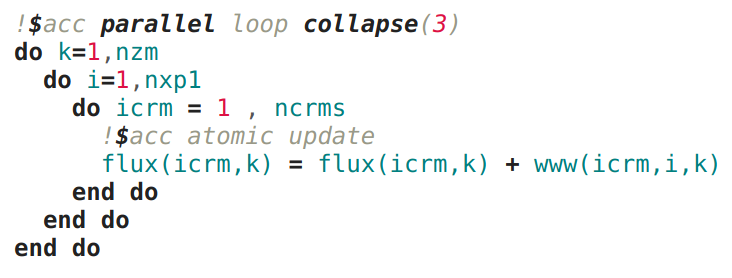 !$acc parallel loop collapse(3)
do k=1,nzm
  do i=1,nxp1
    do icrm = 1 , ncrms
      !$acc atomic update
      flux(icrm,k) = flux(icrm,k) + www(icrm,i,k)
    end do
  end do
end do